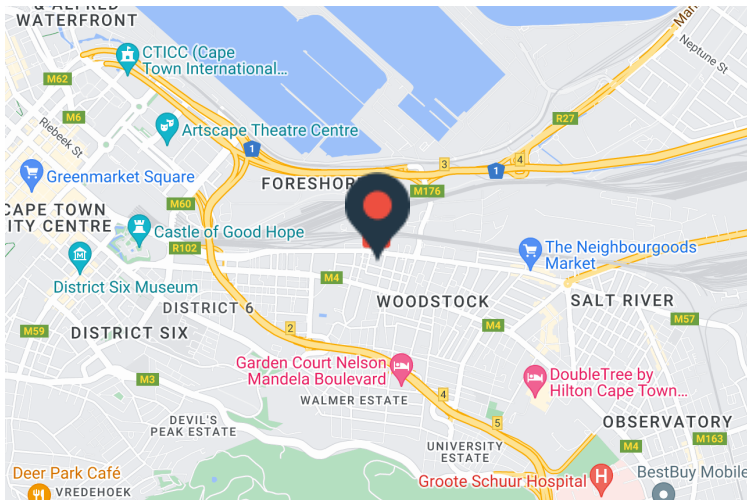 & ALFRED
WATERFRONT
CTICC (Cape
Town International...
M62
M6
Riebeek St
Artscape Theatre Centre
1
Neptune St
R27
3
4
1
Greenmarket Square
FORESHOR
M176
M60
CAPE TOWN
CITY CENTRE
Castle of Good Hope
R102
The Neighbourgoods
Market
M4
District Six Museum
DISTRICT 6
WOODSTOCK
SALT RIVER
M57
M59
DISTRICT SIX
2
M4
Garden Court Nelson
Mandela Boulevard
DoubleTree by
Hilton Cape Town...
M3
4
WALMER ESTATE
5
OBSERVATORY
DEVIL'S
PEAK ESTATE
M4
M163
UNIVERSITY
ESTATE
Deer Park Café
Groote Schuur Hospital
H
BestBuy Mobile
VREDEHOEK